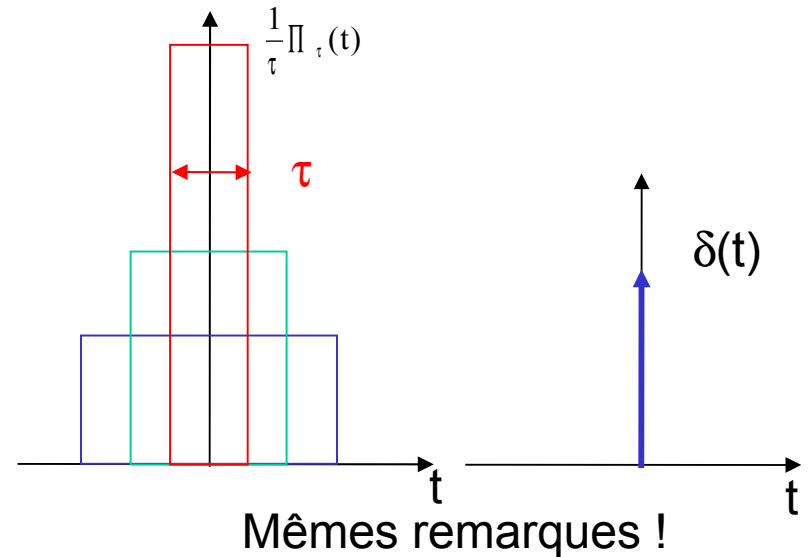 1/τ ∏ τ (t)
τ
δ(t)
t
t
Mêmes remarques !